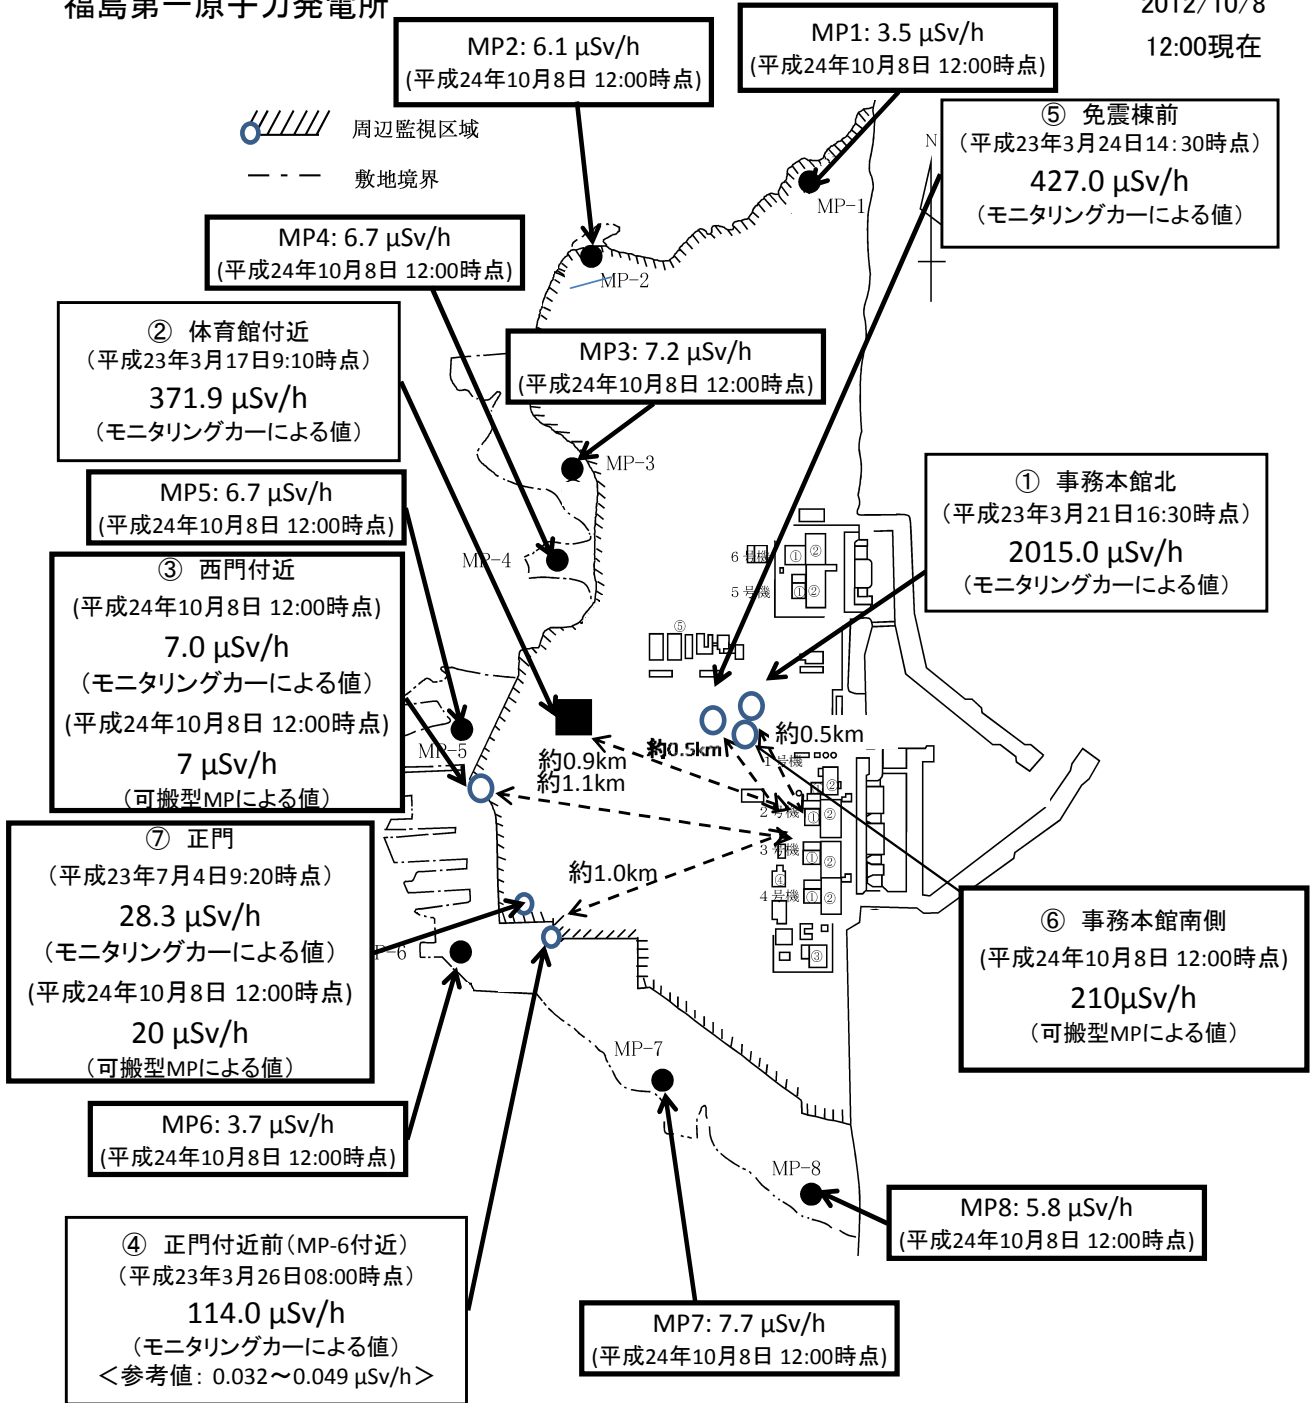 福島第一原子力発電所
2012/10/8
12:00現在
MP2: 6.1 μSv/h
(平成24年10月8日 12:00時点)
MP1: 3.5 μSv/h
(平成24年10月8日 12:00時点)
周辺監視区域
敷地境界
⑤ 免震棟前
(平成23年3月24日14:30時点)
427.0 μSv/h
(モニタリングカーによる値)
N
MP-1
MP4: 6.7 μSv/h
(平成24年10月8日 12:00時点)
MP-2
② 体育館付近
(平成23年3月17日9:10時点)
371.9 μSv/h
(モニタリングカーによる値)
MP3: 7.2 μSv/h
(平成24年10月8日 12:00時点)
MP-3
MP5: 6.7 μSv/h
(平成24年10月8日 12:00時点)
① 事務本館北
(平成23年3月21日16:30時点)
2015.0 μSv/h
(モニタリングカーによる値)
MP-4
6号機
① ②
5号機
① ②
③ 西門付近
(平成24年10月8日 12:00時点)
7.0 μSv/h
(モニタリングカーによる値)
(平成24年10月8日 12:00時点)
7 μSv/h
(可搬型MPによる値)
⑤
MP-5
約0.9km
約1.1km
約0.5km
約0.5km
1号機
②
2号機
① ②
3号機
① ②
4号機
① ②
④
③
約1.0km
⑦ 正門
(平成23年7月4日9:20時点)
28.3 μSv/h
(モニタリングカーによる値)
(平成24年10月8日 12:00時点)
20 μSv/h
(可搬型MPによる値)
P-6
⑥ 事務本館南側
(平成24年10月8日 12:00時点)
210μSv/h
(可搬型MPによる値)
MP-7
MP6: 3.7 μSv/h
(平成24年10月8日 12:00時点)
MP-8
MP8: 5.8 μSv/h
(平成24年10月8日 12:00時点)
④ 正門付近前(MP-6付近)
(平成23年3月26日08:00時点)
114.0 μSv/h
(モニタリングカーによる値)
<参考値: 0.032~0.049 μSv/h>
MP7: 7.7 μSv/h
(平成24年10月8日 12:00時点)